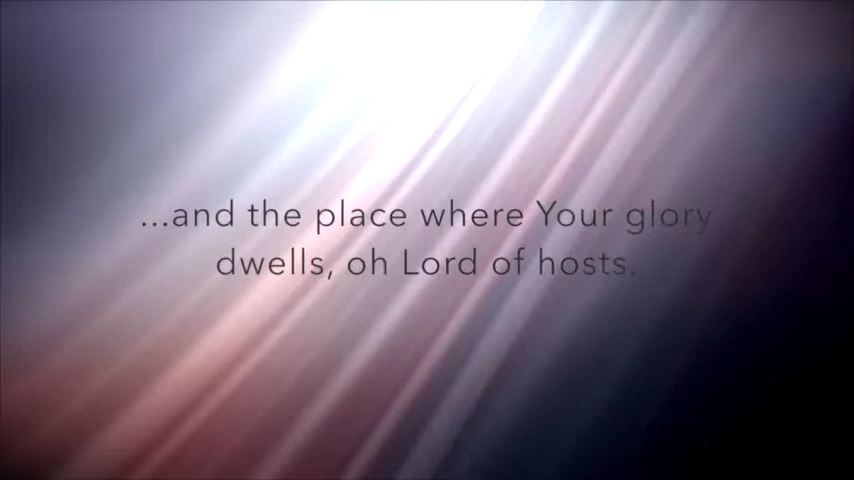 ...and the place where Your glory
dwells, oh Lord of hosts.